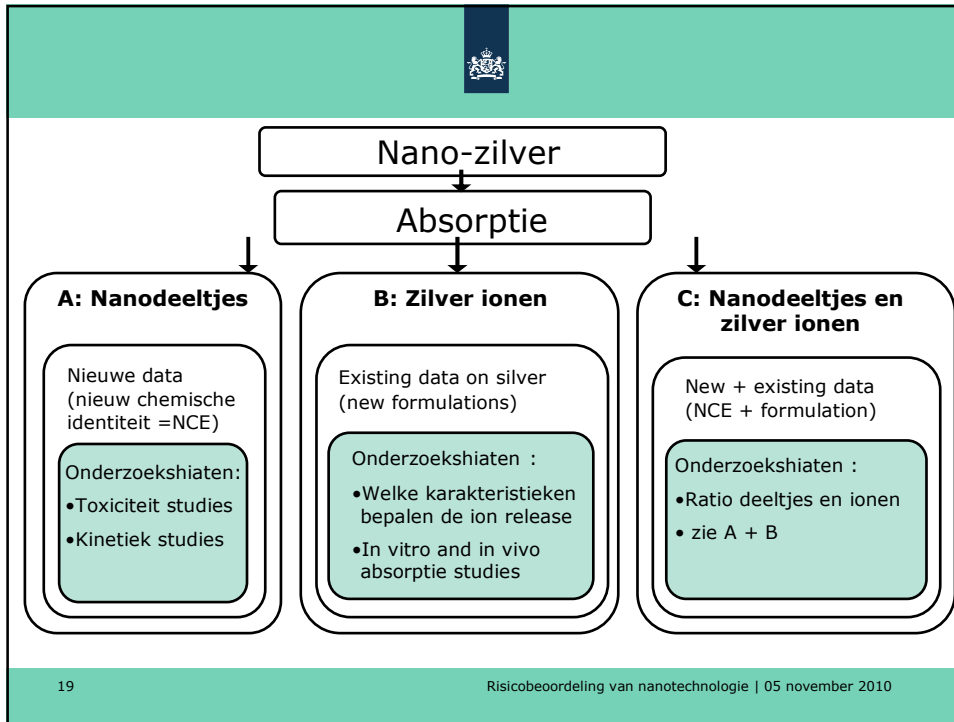 Nano-zilver
Absorptie
A: Nanodeeltjes
Nieuwe data
(nieuw chemische
identiteit =NCE)
Onderzoekshiaten:
•Toxiciteit studies
•Kinetiek studies
B: Zilver ionen
Existing data on silver
(new formulations)
Onderzoekshiaten :
•Welke karakteristieken
bepalen de ion release
•In vitro and in vivo
absorptie studies
C: Nanodeeltjes en
zilver ionen
New + existing data
(NCE + formulation)
Onderzoekshiaten :
•Ratio deeltjes en ionen
• zie A + B
19
Risicobeoordeling van nanotechnologie | 05 november 2010